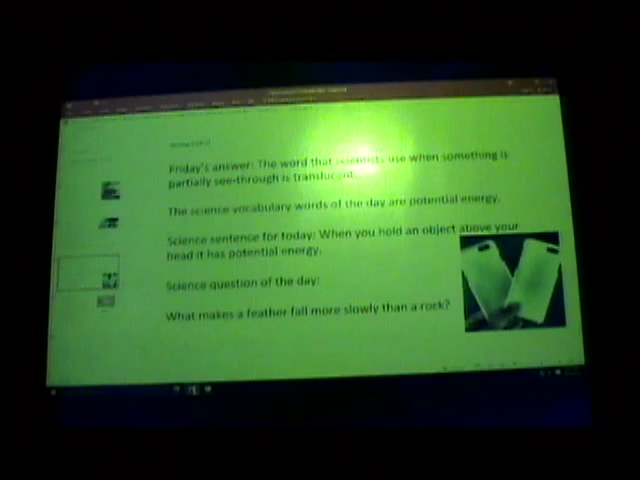 Friday's answer: The word that scientists use when something is
partially see-through is translucent.
The science vocabulary words of the day are potential energy.
Science sentence for today: When you hold an object above your
head it has potential energy.
Science question of the day:
What makes a feather fall more slowly than a rock?